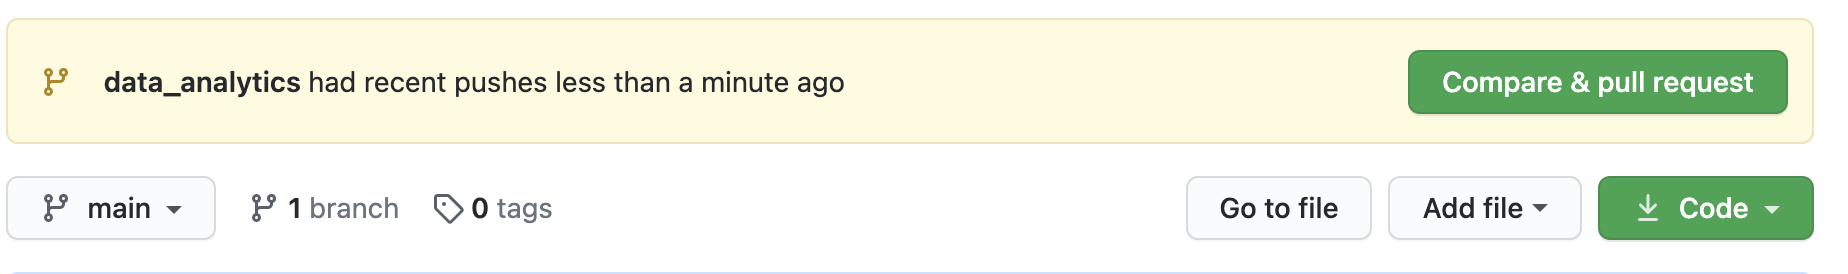 data_analytics had recent pushes less than a minute ago
Compare & pull request
main
1 branch
0 tags
Go to file
Add file
Code